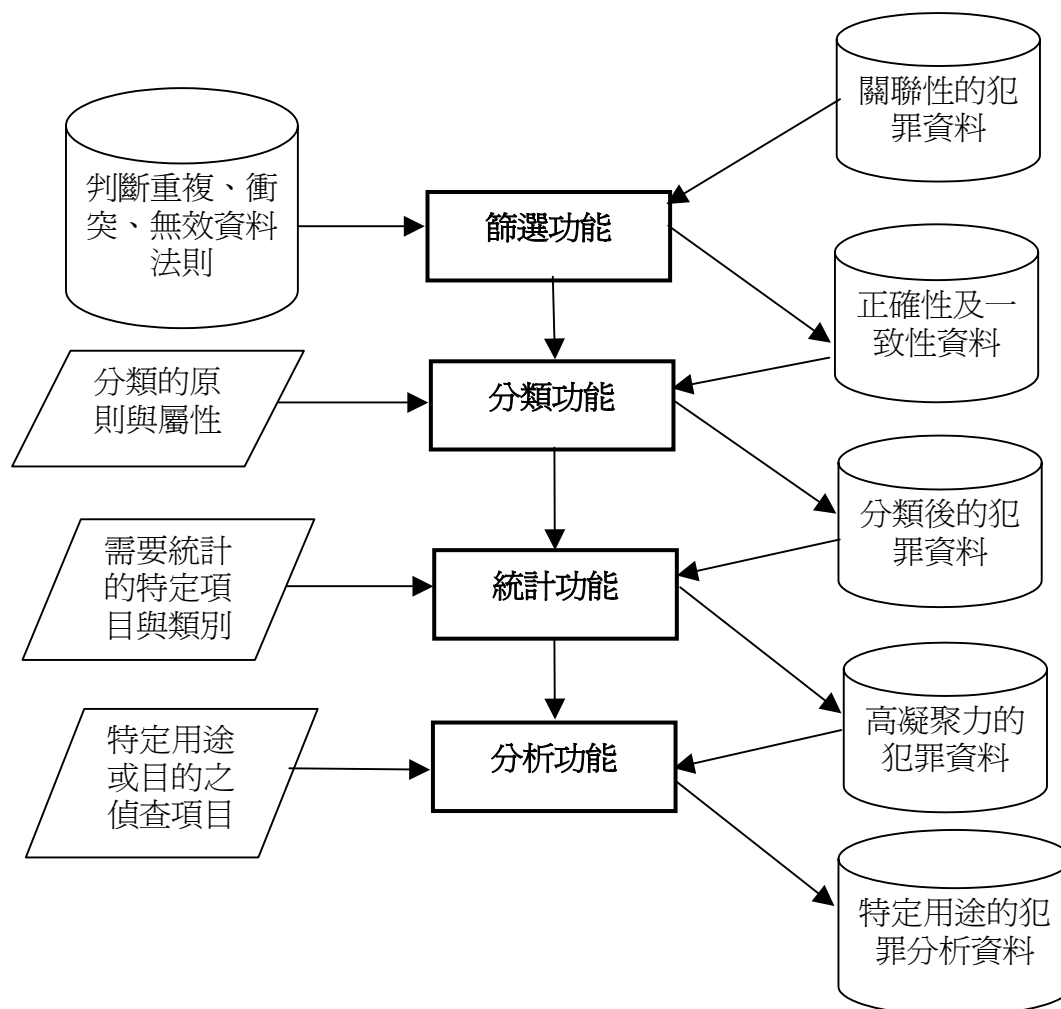 關聯性的犯
罪資料
判斷重複、衝
突、無效資料
法則
篩選功能
正確性及一
致性資料
分類的原
則與屬性
分類功能
分類後的犯
罪資料
需要統計
的特定項
目與類別
統計功能
高凝聚力的
犯罪資料
特定用途
或目的之
偵查項目
分析功能
特定用途的犯
罪分析資料